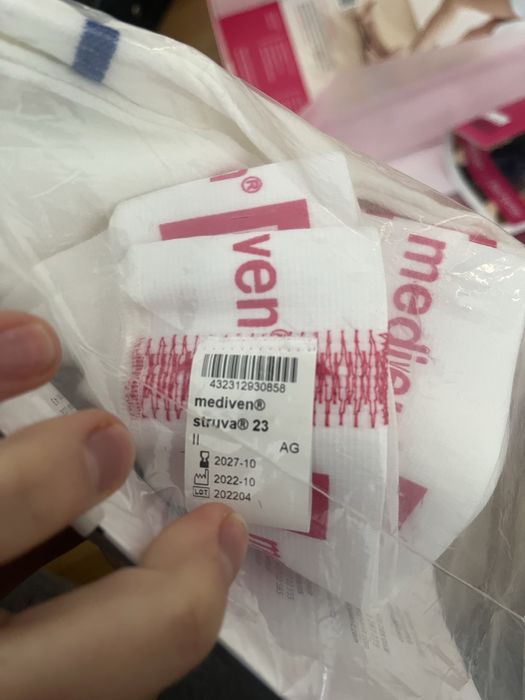 n®
ven®
mediven
432312930858
mediven®
struva® 23
II
AG
2027-10
2022-10
LOT 202204